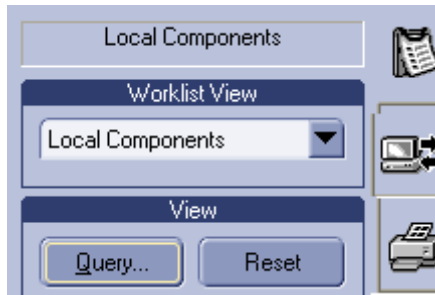 Local Components
Worklist View
Local Components
View
Query... Reset